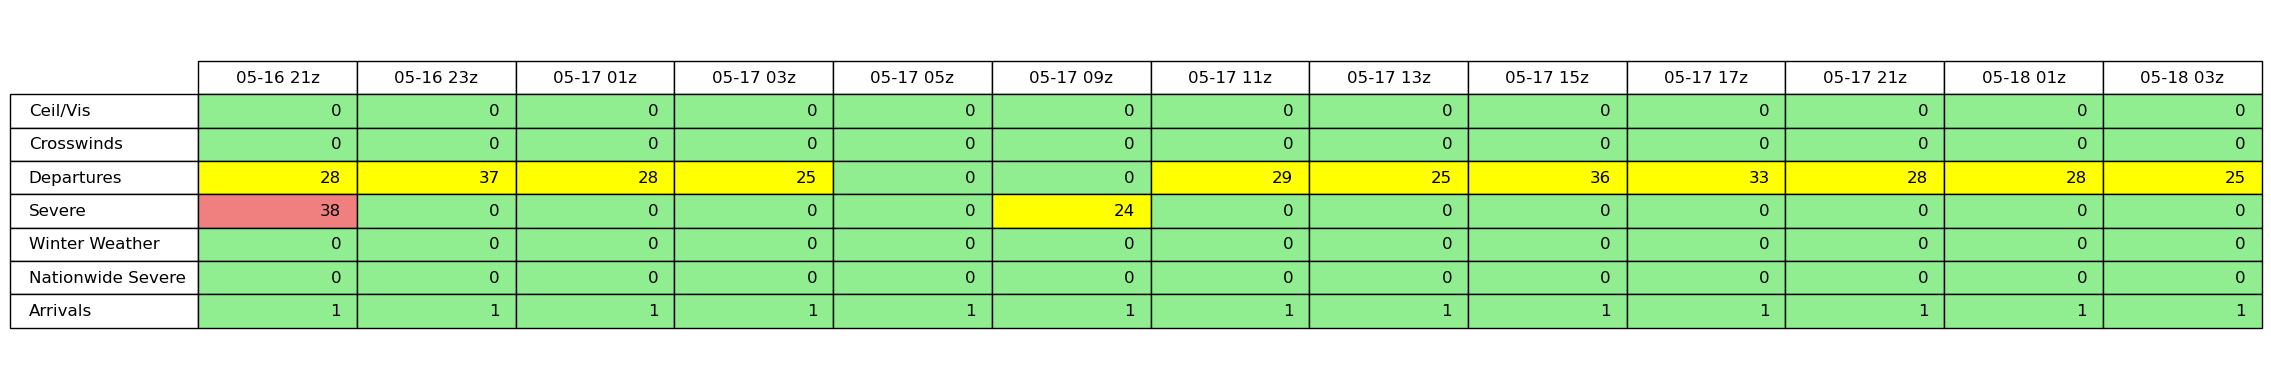 05-16 21z 05-16 23z 05-17 01z 05-17 03z 05-17 05z 05-17 09z 05-17 11z 05-17 13z 05-17 15z 05-17 17z 05-17 21z 05-18 01z 05-18 03z
Ceil/Vis 0 0 0 0 0 0 0 0 0 0 0 0 0
Crosswinds 0 0 0 0 0 0 0 0 0 0 0 0 0
Departures 28 37 28 25 0 0 29 25 36 33 28 28 25
Severe 38 0 0 0 0 24 0 0 0 0 0 0 0
Winter Weather 0 0 0 0 0 0 0 0 0 0 0 0 0
Nationwide Severe 0 0 0 0 0 0 0 0 0 0 0 0 0
Arrivals 1 1 1 1 1 1 1 1 1 1 1 1 1